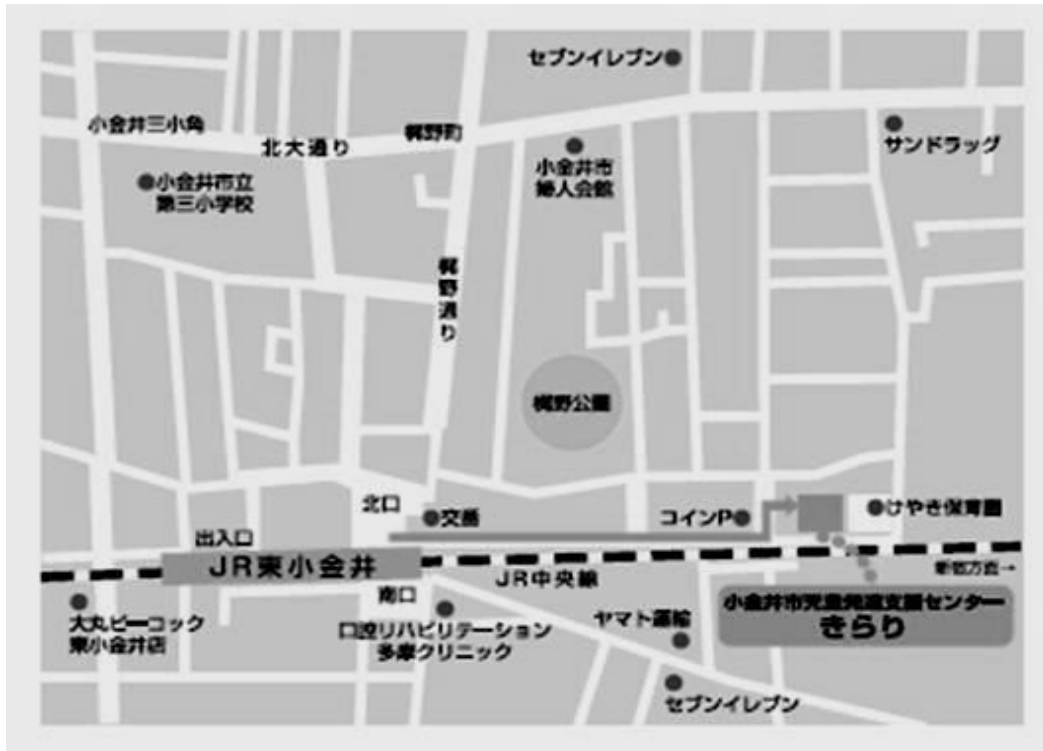 セブンイレブン
小金井三小角
北大通り
梶野町
小金井市
婦人会館
サンドラッグ
小金井市立
第三小学校
梶野通り
梶野公園
北口
交番
コインP
けやき保育園
出入口
JR東小金井
JR中央線
新宿方面→
南口
大丸ピーコック
東小金井店
口腔リハビリテーション
多摩クリニック
ヤマト運輸
小金井市児童発達支援センター
きらり
セブンイレブン